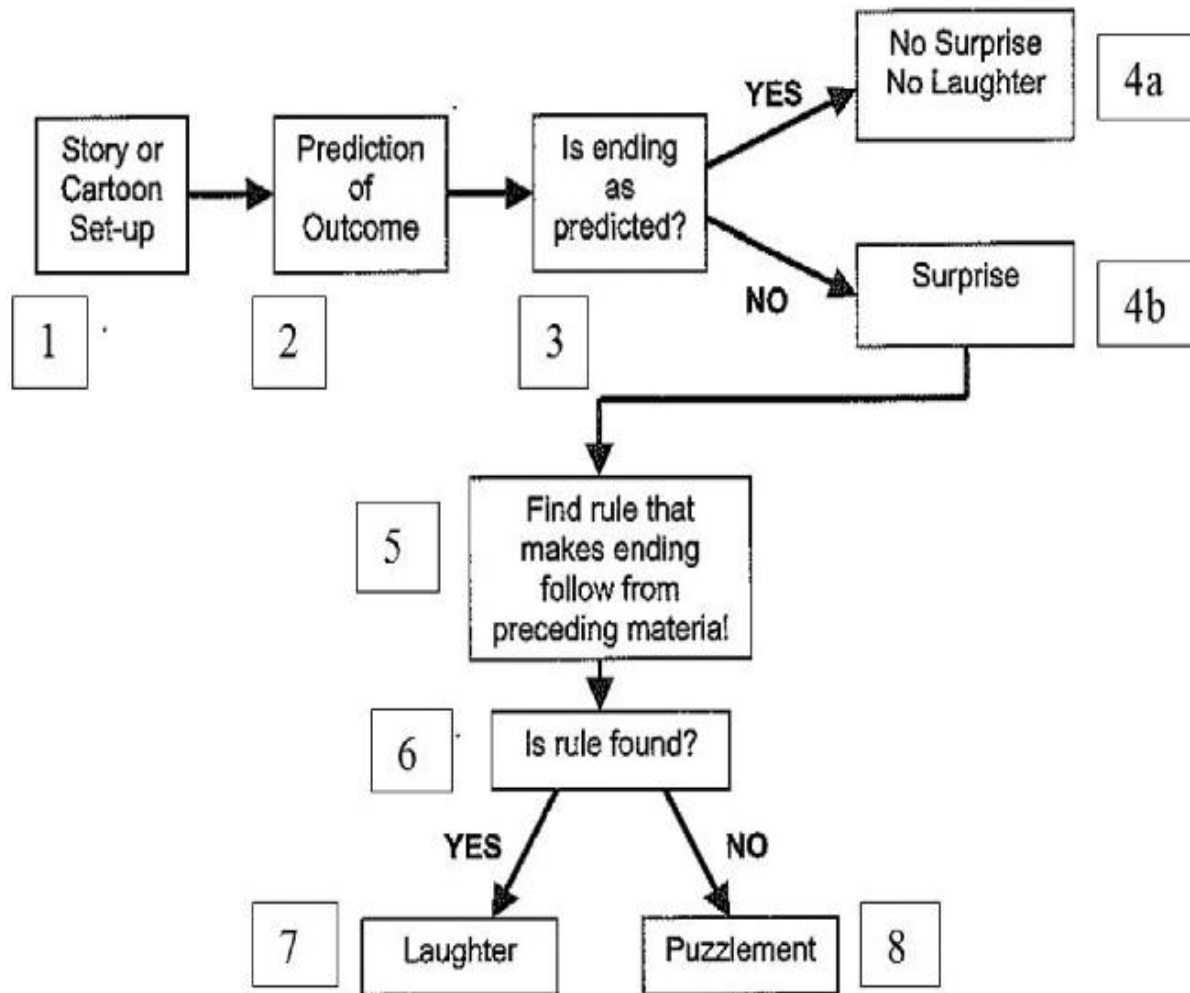 Story or
Cartoon
Set-up
1
Prediction
of
Outcome
2
Is ending
as
predicted?
3
YES
No Surprise
No Laughter
4a
NO
Surprise
4b
5
Find rule that
makes ending
follow from
preceding material
6
Is rule found?
YES
NO
7
Laughter
Puzzlement
8